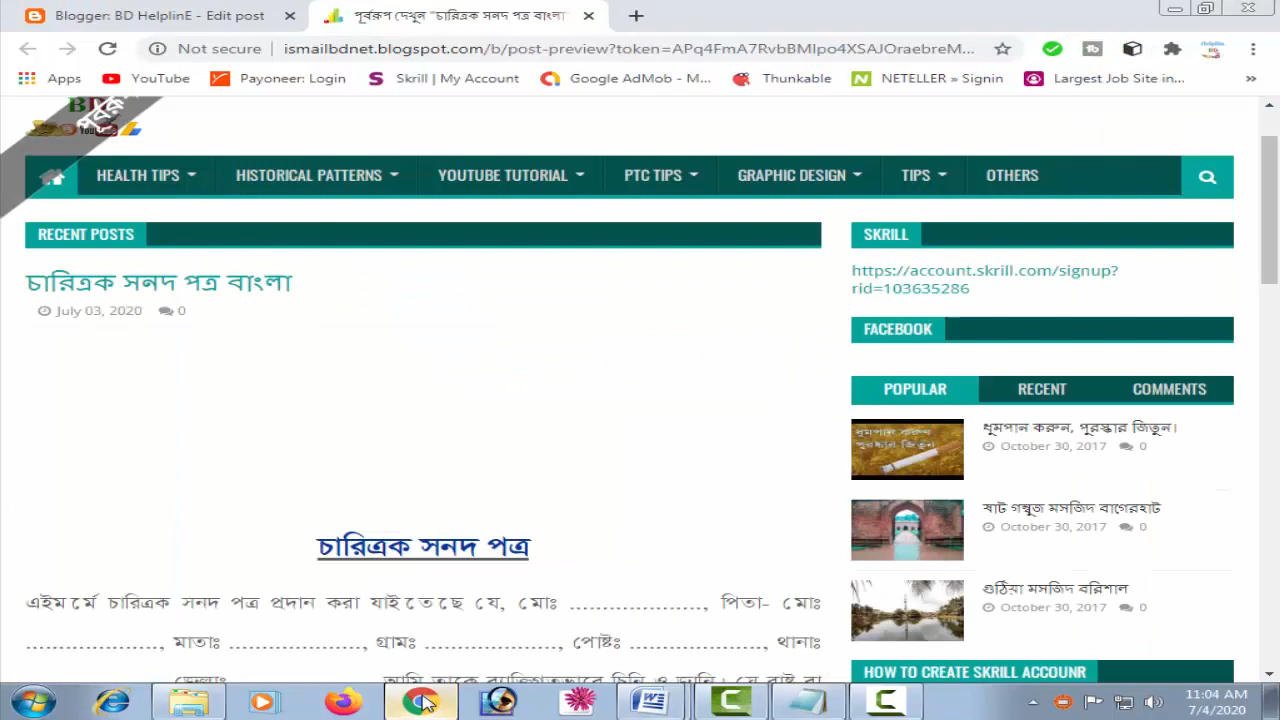 Blogger: BD HelplinE - Edit post
পূর্বরূপ দেখুন "চারিত্রিক সনদ পত্র বাংলা"
Not secure
ismailbdnet.blogspot.com/b/post-preview?token=APq4FmA7RvbBMIpo4XSAJOraebreM...
Apps
YouTube
Payoneer: Login
Skrill | My Account
Google AdMob - M...
Thunkable
NETELLER » Signin
Largest Job Site in...
»
HEALTH TIPS
HISTORICAL PATTERNS
YOUTUBE TUTORIAL
PTC TIPS
GRAPHIC DESIGN
TIPS
OTHERS
RECENT POSTS
চারিত্রিক সনদ পত্র বাংলা
July 03, 2020
0
চারিত্রিক সনদ পত্র
এইমর্মে চারিত্রিক সনদ পত্র প্রদান করা যাইতেছে যে, মোঃ ...................., পিতা- মোঃ
...................., মাতাঃ ...................., গ্রামঃ ...................., পোষ্টঃ ...................., থানাঃ
SKRILL
https://account.skrill.com/signup?
rid=103635286
FACEBOOK
POPULAR
RECENT
COMMENTS
ধূমপান করুন, পুরস্কার জিতুন
ধূমপান করুন, পুরস্কার জিতুন।
October 30, 2017
0
ষাট গম্বুজ মসজিদ বাগেরহাট
October 30, 2017
0
গুঠিয়া মসজিদ বরিশাল
October 30, 2017
0
HOW TO CREATE SKRILL ACCOUNR
11:04 AM
7/4/2020